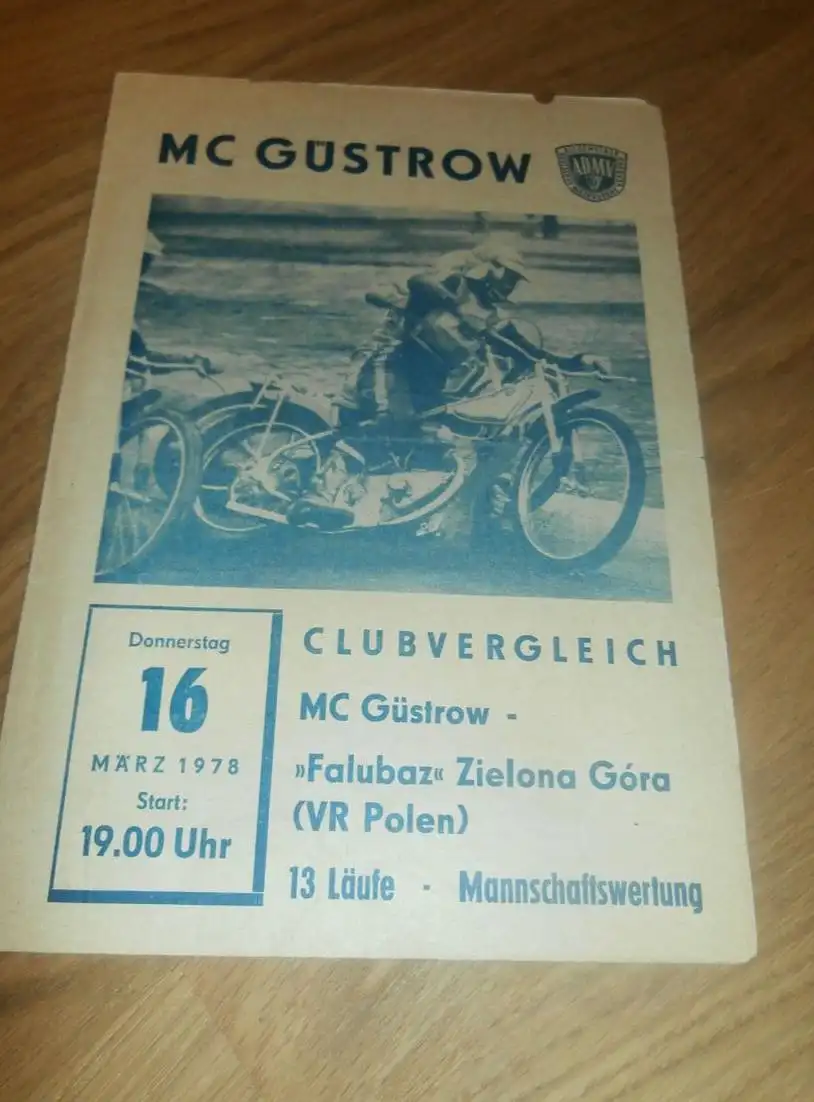 MC GÜSTROW
ADMV
Donnerstag
16
MÄRZ 1978
Start:
19.00 Uhr
CLUBVERGLEICH
MC Güstrow -
»Falubaz« Zielona Góra
(VR Polen)
13 Läufe - Mannschaftswertung